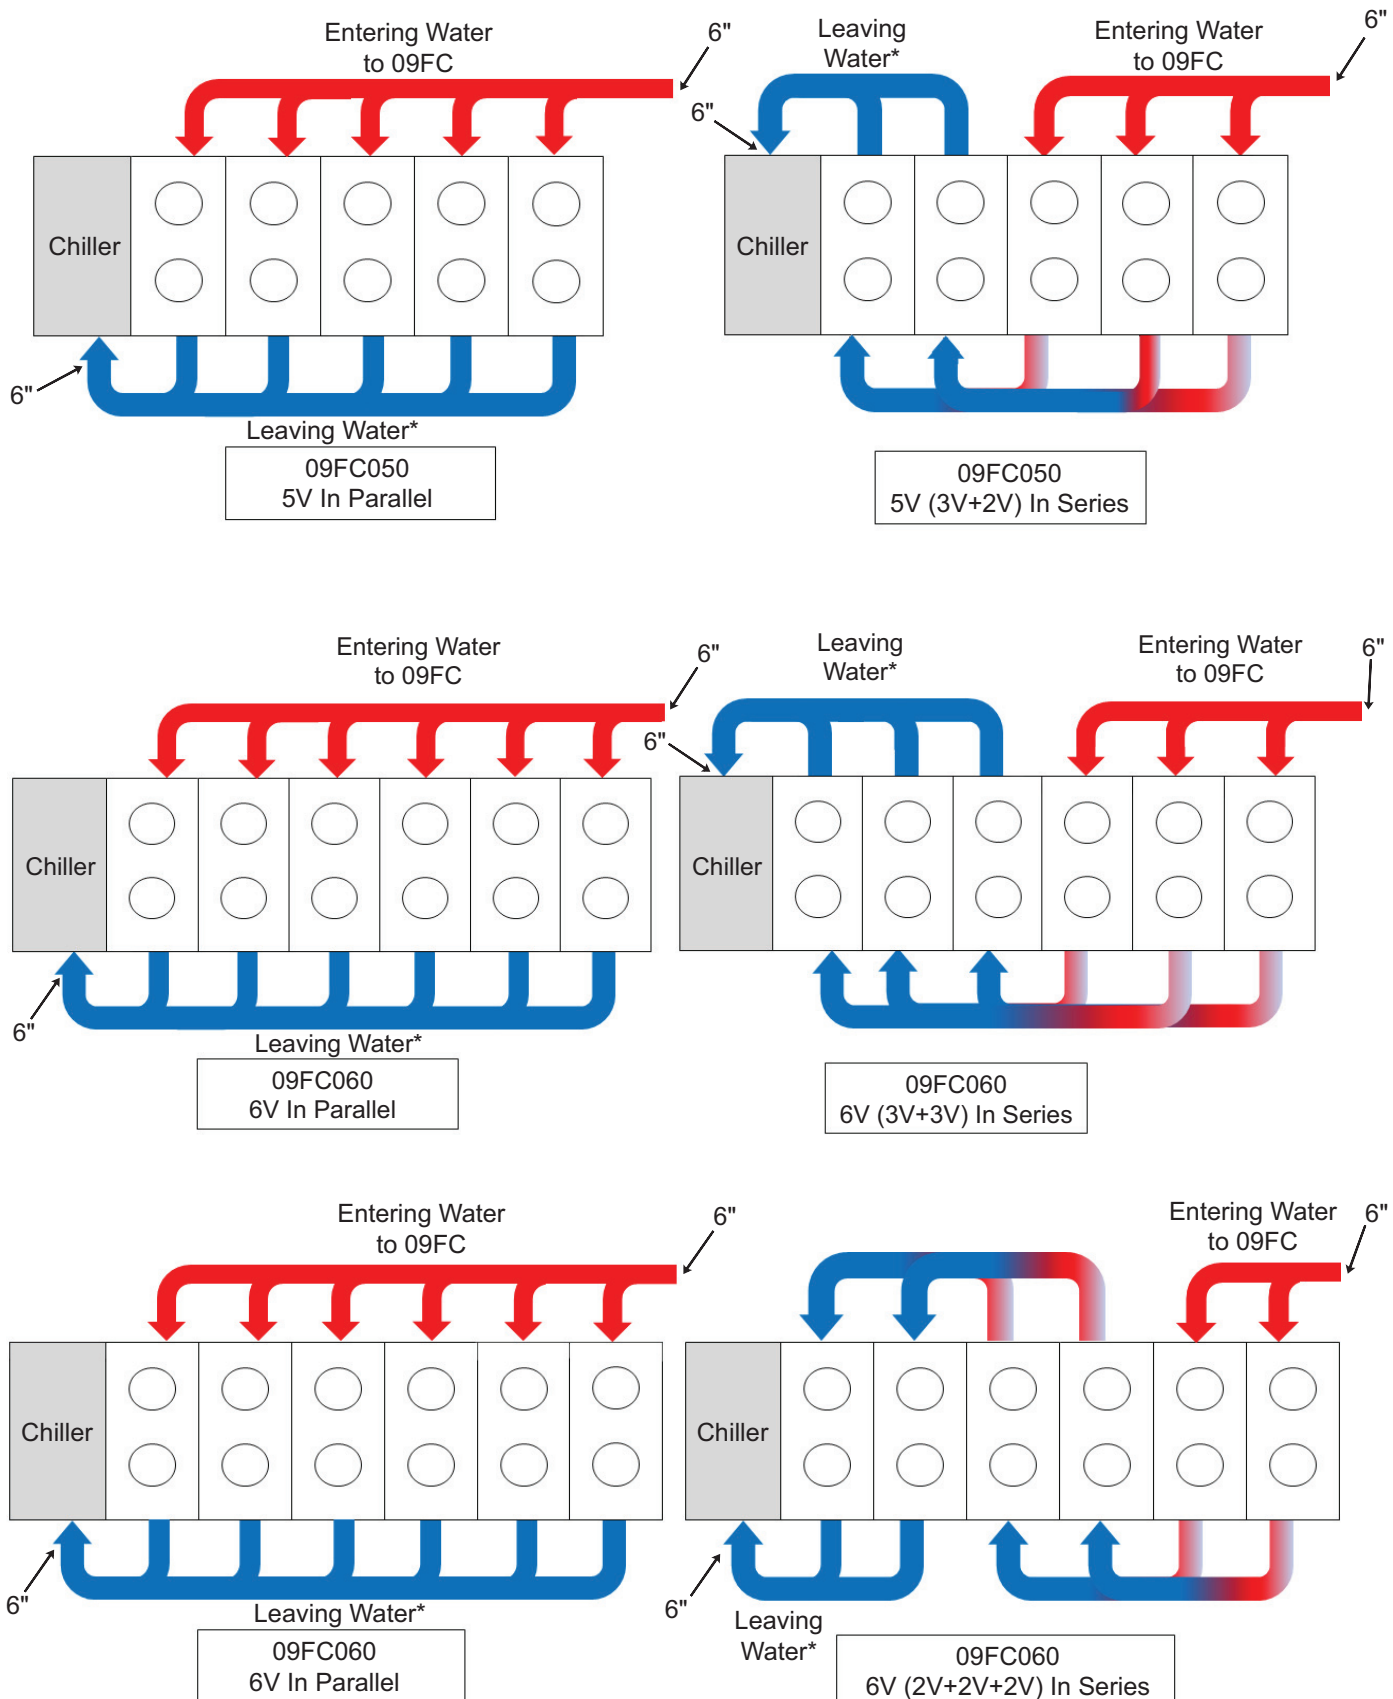 Entering Water
to 09FC
6"
Chiller
6"
Leaving Water*
09FC050
5V In Parallel
Leaving
Water*
Entering Water
to 09FC
6"
6"
Chiller
09FC050
5V (3V+2V) In Series
Entering Water
to 09FC
6"
Chiller
6"
Leaving Water*
09FC060
6V In Parallel
Leaving
Water*
Entering Water
to 09FC
6"
6"
Chiller
09FC060
6V (3V+3V) In Series
Entering Water
to 09FC
6"
Chiller
6"
Leaving Water*
09FC060
6V In Parallel
Entering Water
to 09FC
6"
Chiller
6"
Leaving
Water*
09FC060
6V (2V+2V+2V) In Series